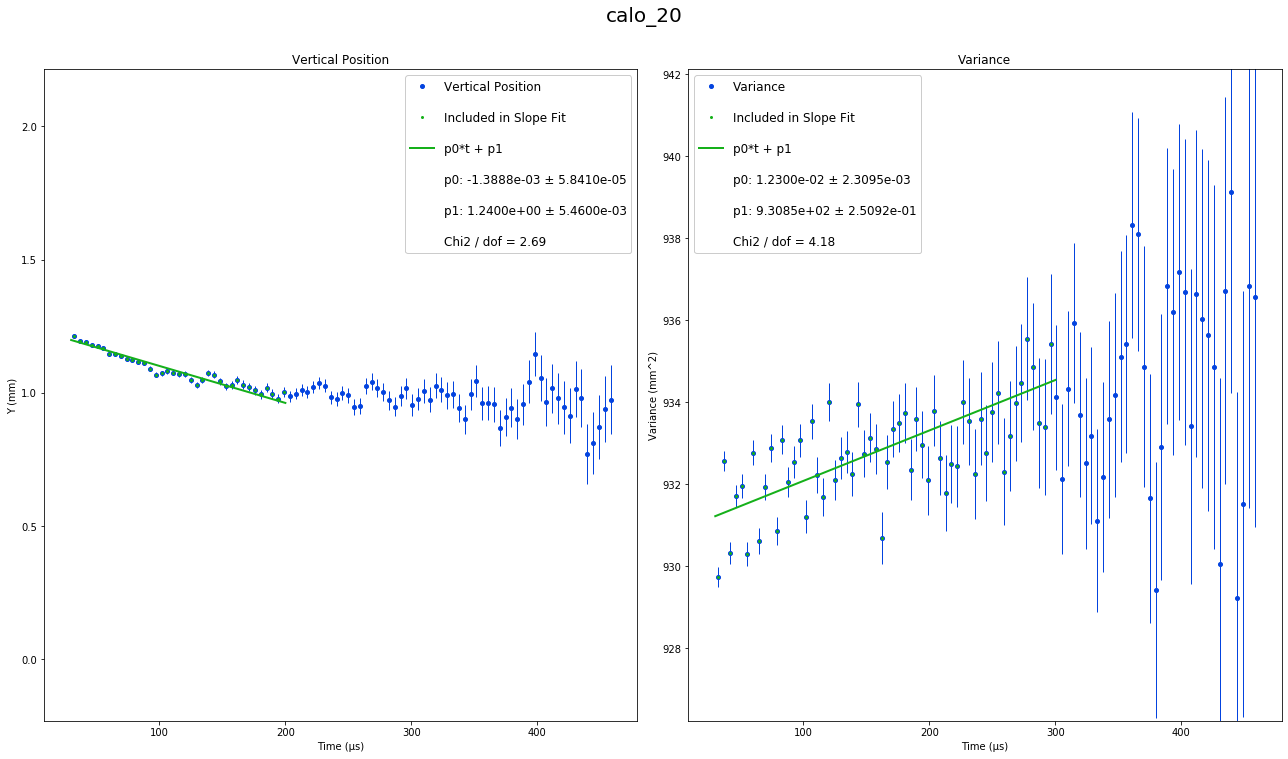 calo_20
Vertical Position
Vertical Position
Included in Slope Fit
p0*t + p1
p0: -1.3888e-03 ± 5.8410e-05
p1: 1.2400e+00 ± 5.4600e-03
Chi2 / dof = 2.69
Y (mm)
2.0
1.5
1.0
0.5
0.0
100
200
300
400
Time (μs)
Variance
Variance
Included in Slope Fit
p0*t + p1
p0: 1.2300e-02 ± 2.3095e-03
p1: 9.3085e+02 ± 2.5092e-01
Chi2 / dof = 4.18
Variance (mm^2)
942
940
938
936
934
932
930
928
100
200
300
400
Time (μs)